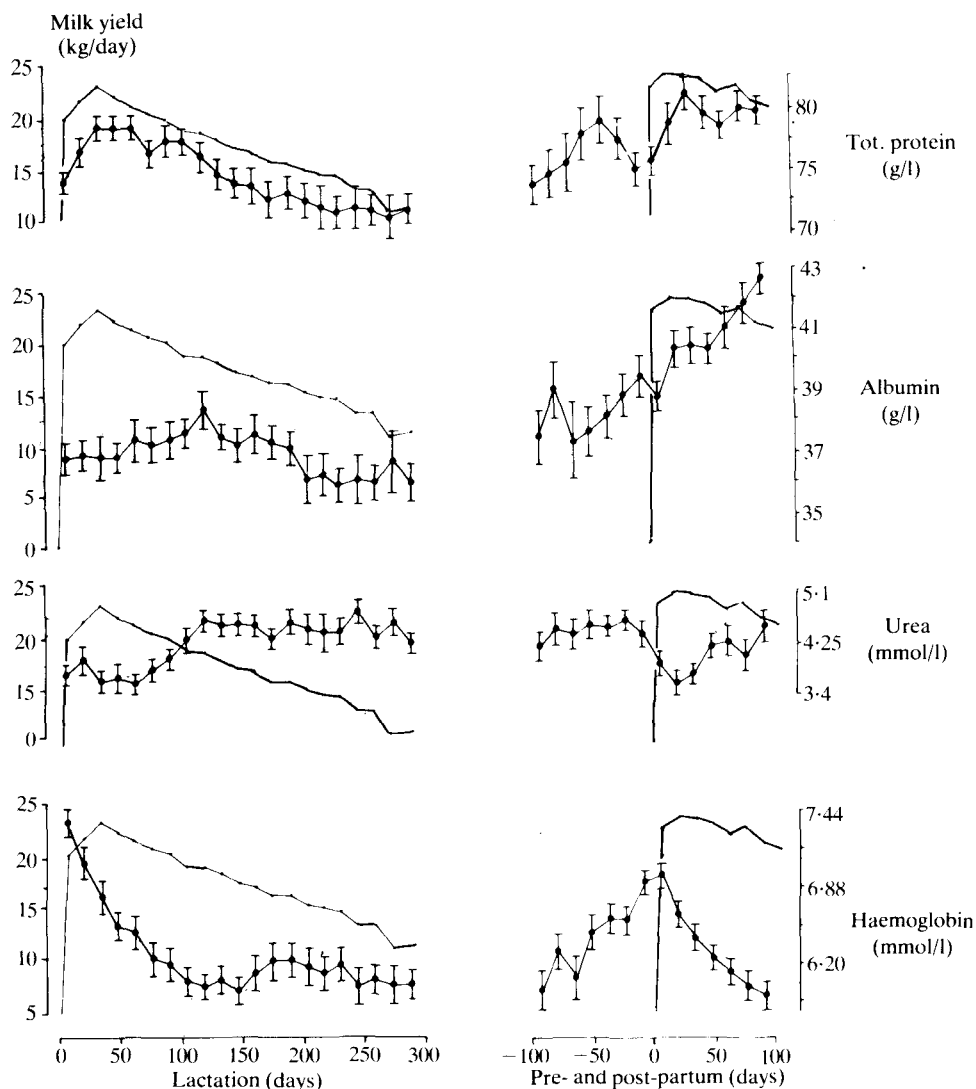 Milk yield
(kg/day)
25
20
15
10
80
75
70
Tot. protein
(g/l)
25
20
15
10
5
0
43
41
39
37
35
Albumin
(g/l)
25
20
15
0
5·1
4·25
3·4
Urea
(mmol/l)
25
20
15
10
5
7·44
6·88
6·20
Haemoglobin
(mmol/l)
0 50 100 150 200 250 300
Lactation (days)
−100 −50 0 50 100
Pre- and post-partum (days)